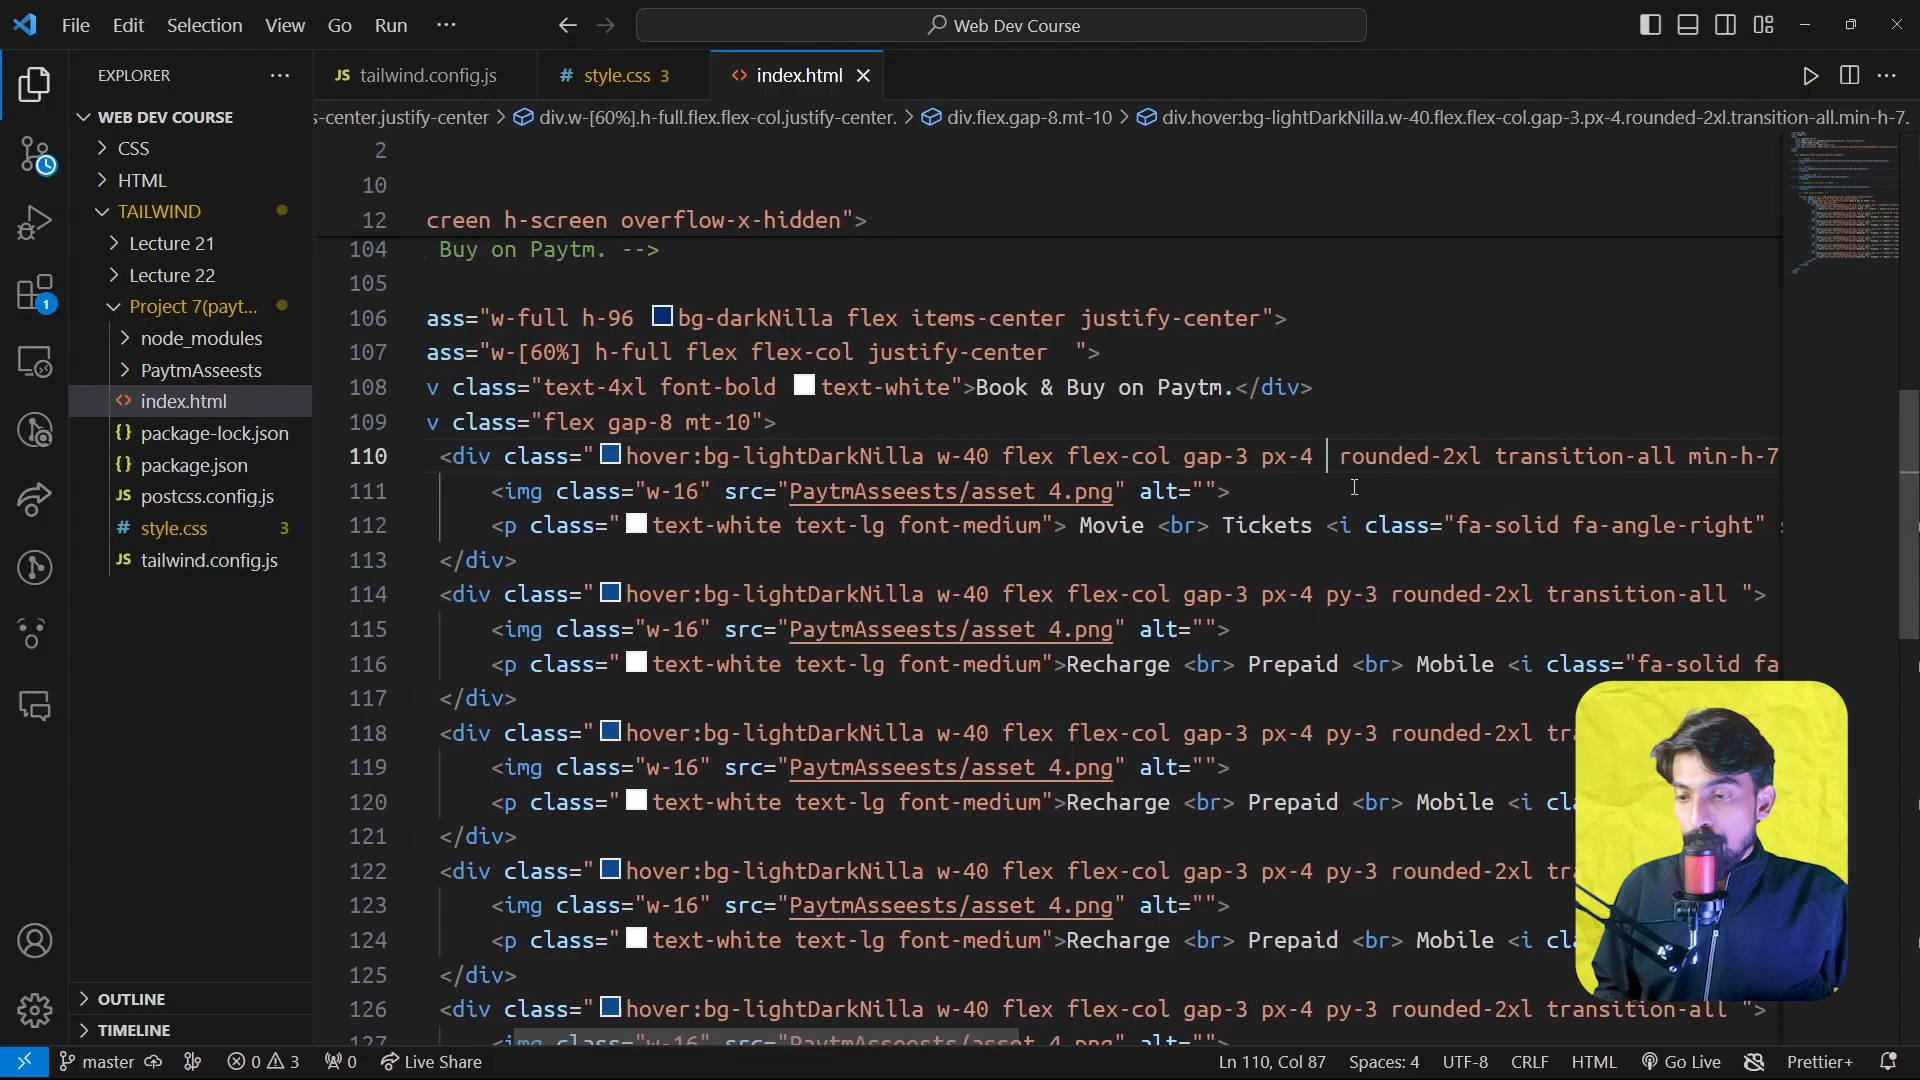 File Edit Selection View Go Run ··· Web Dev Course
EXPLORER ···
JS tailwind.config.js # style.css 3 <> index.html
s-center.justify-center > div.w-[60%].h-full.flex.flex-col.justify-center. > div.flex.gap-8.mt-10 > div.hover:bg-lightDarkNilla.w-40.flex.flex-col.gap-3.px-4.rounded-2xl.transition-all.min-h-7.
WEB DEV COURSE
CSS
HTML
TAILWIND
Lecture 21
Lecture 22
Project 7(paytm...
node_modules
PaytmAsseests
<> index.html
{} package-lock.json
{} package.json
JS postcss.config.js
# style.css 3
JS tailwind.config.js
OUTLINE
TIMELINE
2
10
12 creen h-screen overflow-x-hidden">
104 Buy on Paytm. -->
105
106 ass="w-full h-96 bg-darkNilla flex items-center justify-center">
107 ass="w-[60%] h-full flex flex-col justify-center  ">
108 v class="text-4xl font-bold text-white">Book & Buy on Paytm.</div>
109 v class="flex gap-8 mt-10">
110 <div class="hover:bg-lightDarkNilla w-40 flex flex-col gap-3 px-4  rounded-2xl transition-all min-h-7
111 <img class="w-16" src="PaytmAsseests/asset 4.png" alt="">
112 <p class="text-white text-lg font-medium"> Movie <br> Tickets <i class="fa-solid fa-angle-right" s
113 </div>
114 <div class="hover:bg-lightDarkNilla w-40 flex flex-col gap-3 px-4 py-3 rounded-2xl transition-all ">
115 <img class="w-16" src="PaytmAsseests/asset 4.png" alt="">
116 <p class="text-white text-lg font-medium">Recharge <br> Prepaid <br> Mobile <i class="fa-solid fa
117 </div>
118 <div class="hover:bg-lightDarkNilla w-40 flex flex-col gap-3 px-4 py-3 rounded-2xl tra
119 <img class="w-16" src="PaytmAsseests/asset 4.png" alt="">
120 <p class="text-white text-lg font-medium">Recharge <br> Prepaid <br> Mobile <i cla
121 </div>
122 <div class="hover:bg-lightDarkNilla w-40 flex flex-col gap-3 px-4 py-3 rounded-2xl tra
123 <img class="w-16" src="PaytmAsseests/asset 4.png" alt="">
124 <p class="text-white text-lg font-medium">Recharge <br> Prepaid <br> Mobile <i cla
125 </div>
126 <div class="hover:bg-lightDarkNilla w-40 flex flex-col gap-3 px-4 py-3 rounded-2xl transition-all ">
127 <img class="w-16" src="PaytmAsseests/asset 4.png" alt="">
master 0 3 0 Live Share Ln 110, Col 87 Spaces: 4 UTF-8 CRLF HTML Go Live Prettier+